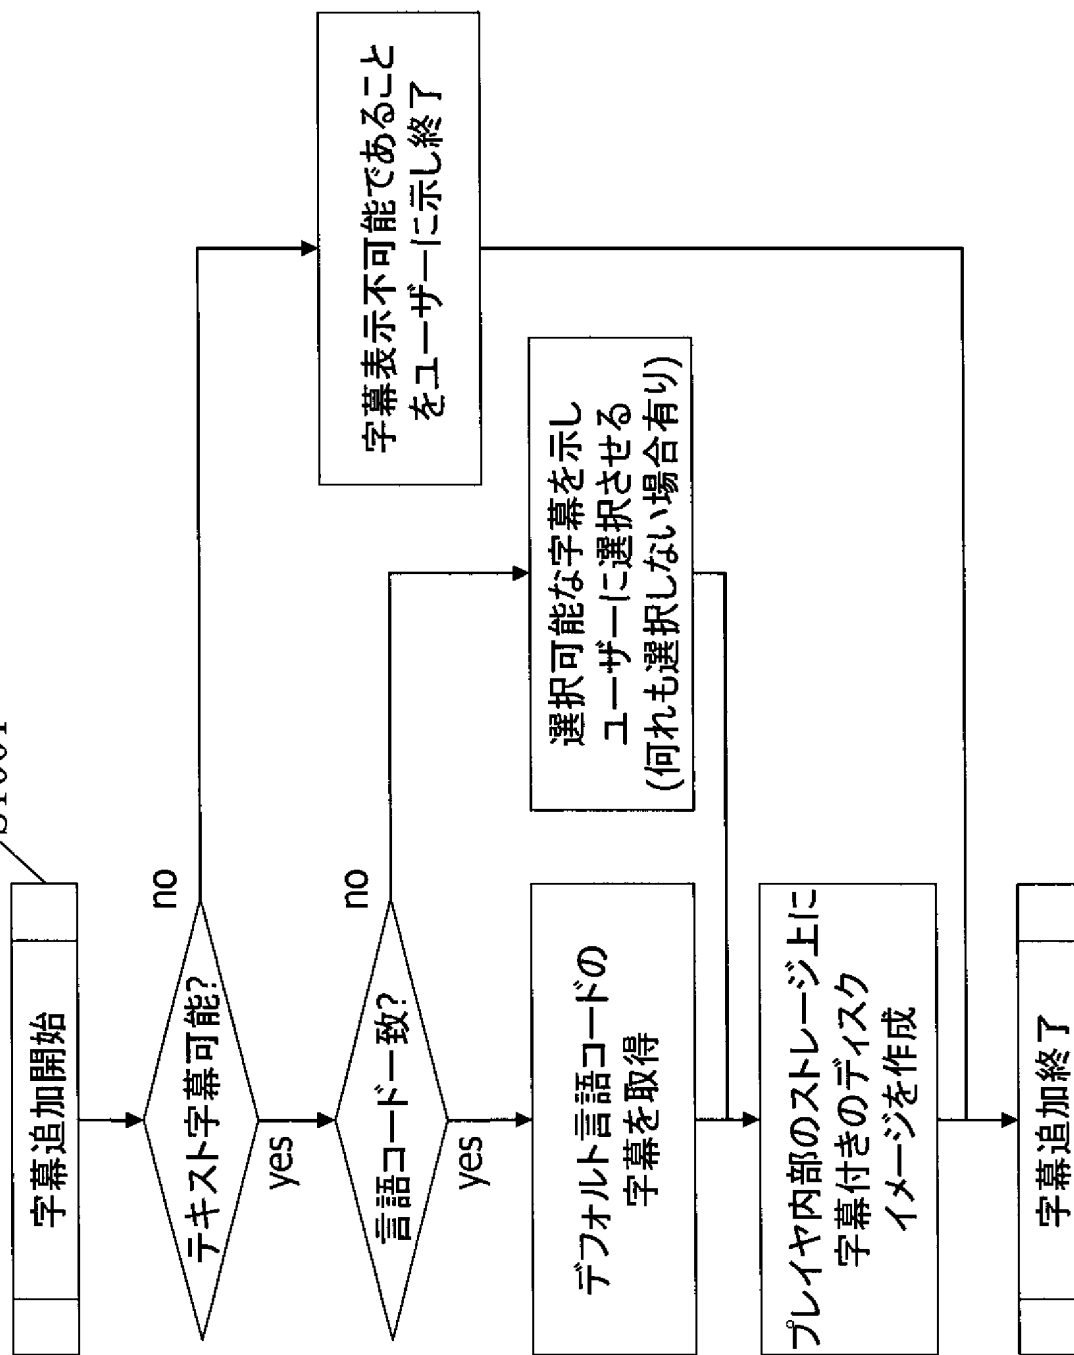 字幕追加開始
テキスト字幕可能?
no
yes
言語コード一致?
no
yes
デフォルト言語コードの
字幕を取得
選択可能な字幕を示し
ユーザーに選択させる
(何れも選択しない場合有り)
字幕表示不可能であること
をユーザーに示し終了
プレイヤ内部のストレージ上に
字幕付きのディスク
イメージを作成
字幕追加終了